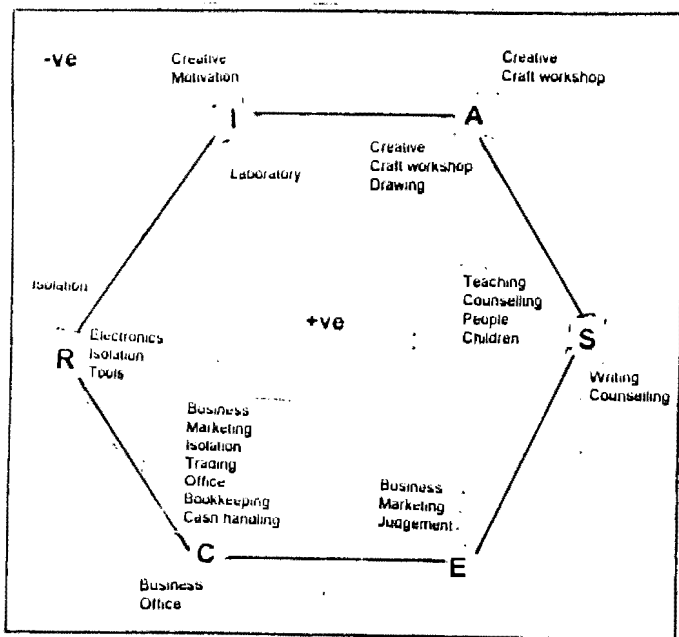 -ve
Creative
Motivation
Creative
Craft workshop
I
A
Laboratory
Creative
Craft workshop
Drawing
Isolation
+ve
Teaching
Counselling
People
Children
S
R
Electronics
Isolation
Tools
Writing
Counselling
Business
Marketing
Isolation
Trading
Office
Bookkeeping
Cash handling
Business
Marketing
Judgement
C
E
Business
Office